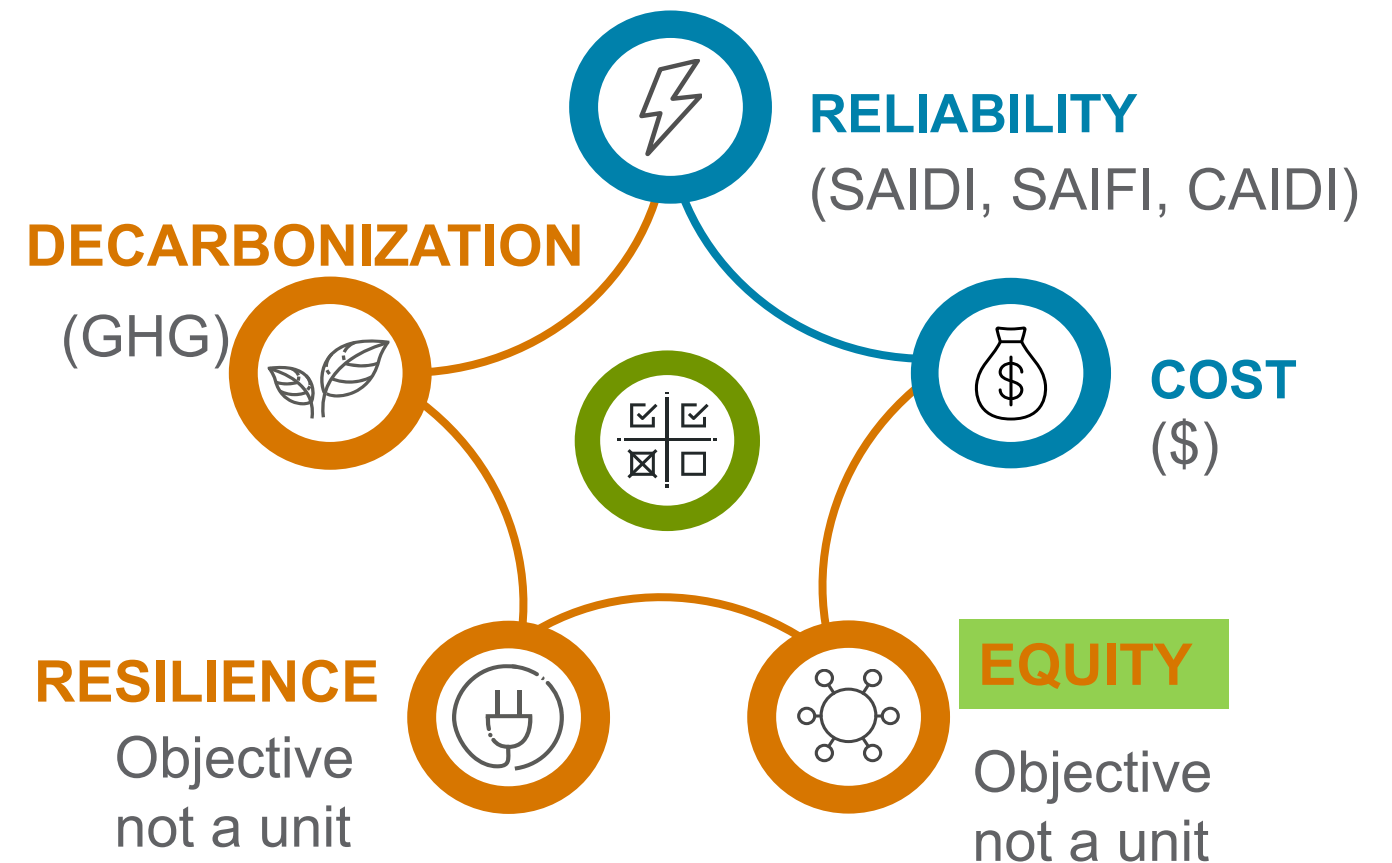 RELIABILITY
(SAIDI, SAIFI, CAIDI)
DECARBONIZATION
(GHG)
COST
($)
$
RESILIENCE
Objective
not a unit
EQUITY
Objective
not a unit